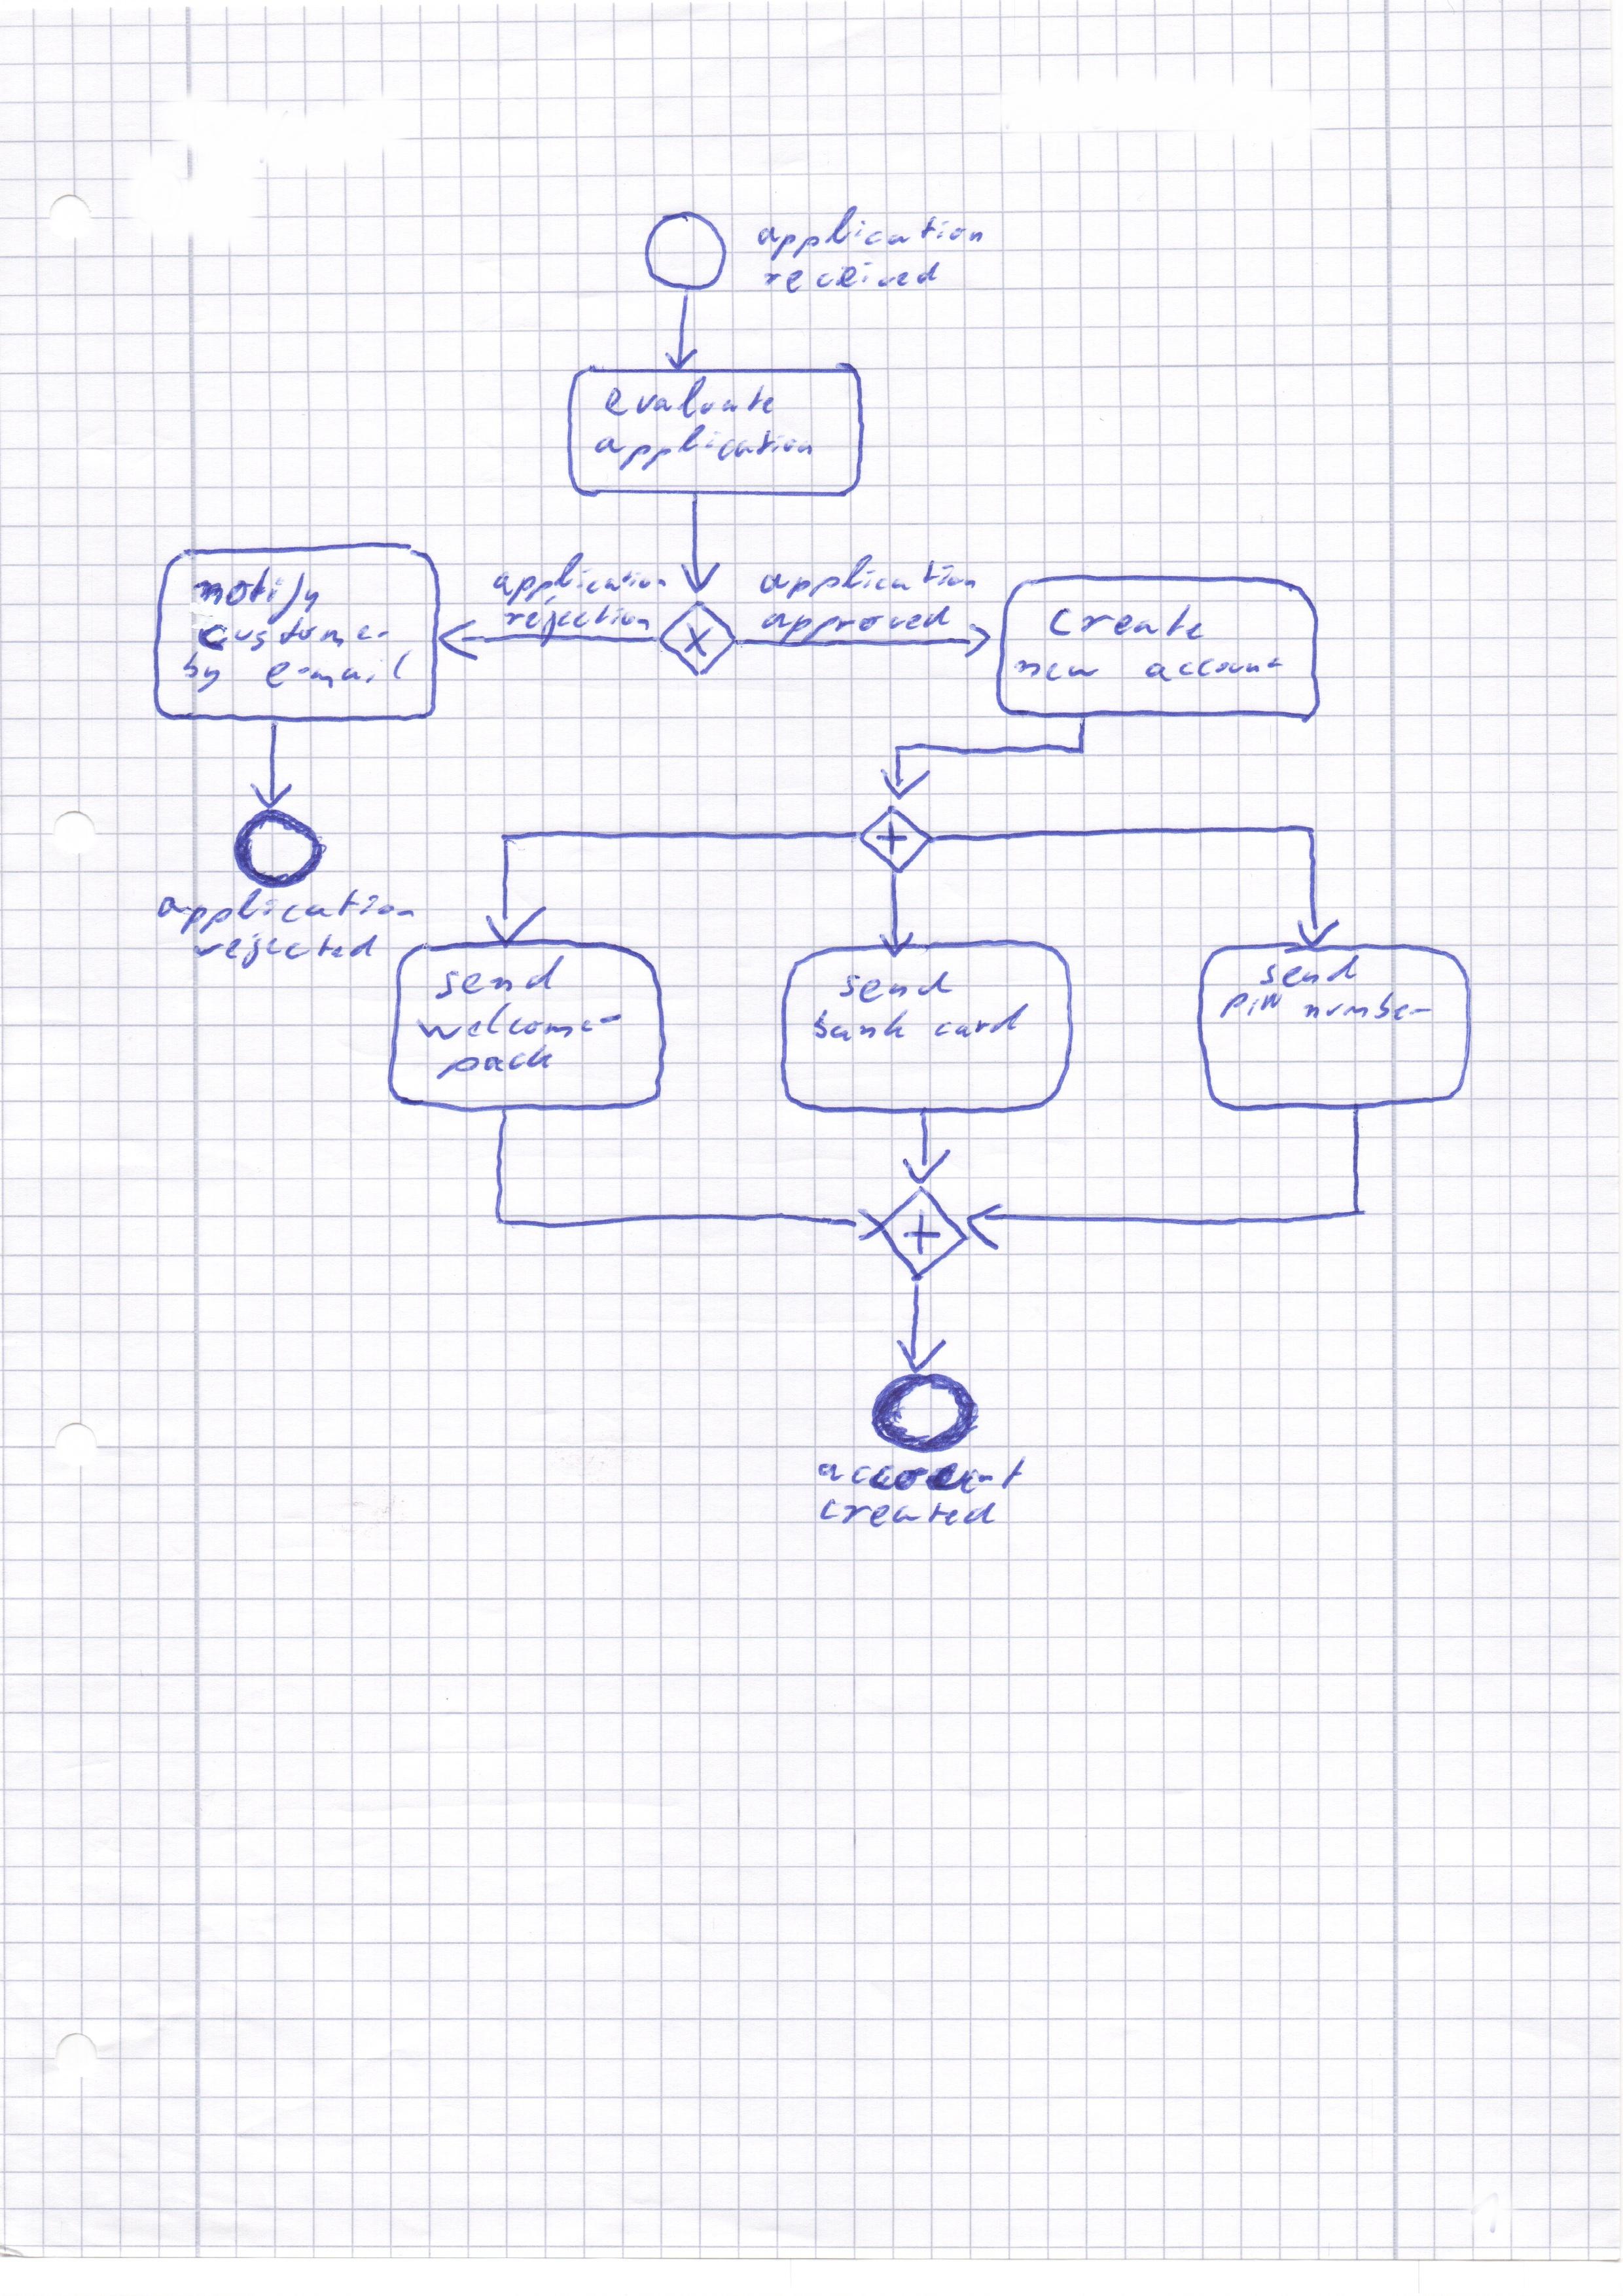 application
received
evaluate
application
application
rejection
application
approved
notify
customer
by e-mail
create
new account
application
rejected
send
welcome
pack
send
bank card
send
PIN number
account
created